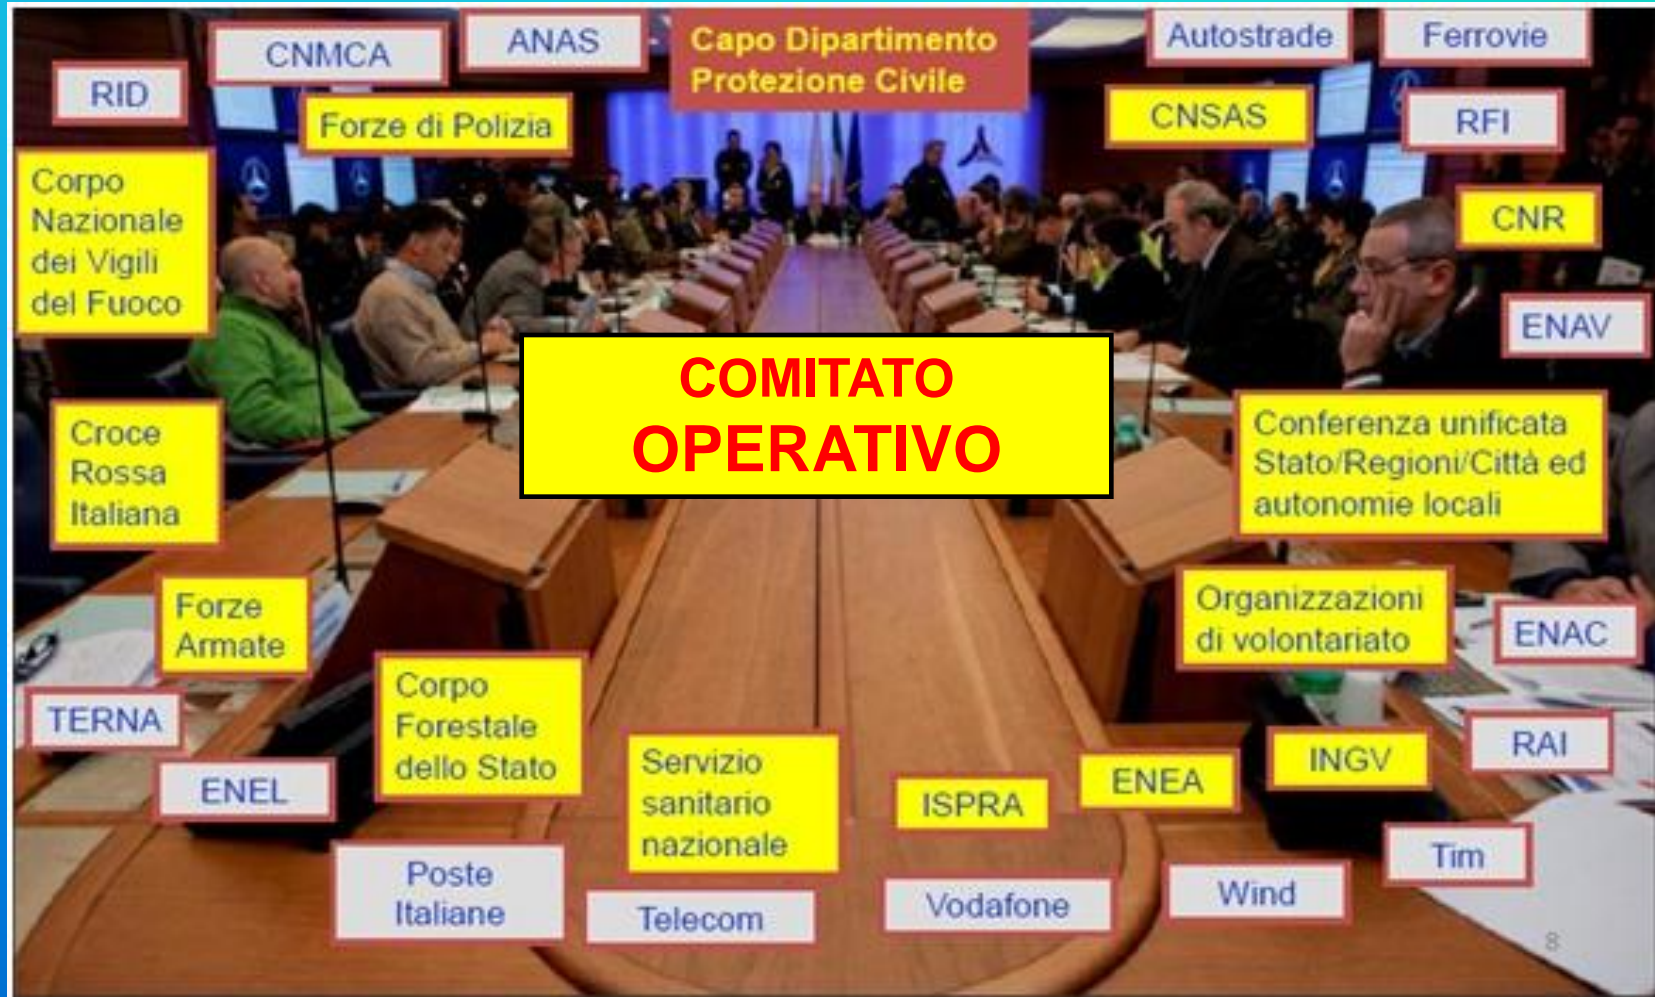 CNMCA
ANAS
Capo Dipartimento
Protezione Civile
Autostrade
Ferrovie
RID
Forze di Polizia
CNSAS
RFI
Corpo
Nazionale
dei Vigili
del Fuoco
CNR
ENAV
COMITATO
OPERATIVO
Croce
Rossa
Italiana
Conferenza unificata
Stato/Regioni/Città ed
autonomie locali
Forze
Armate
Organizzazioni
di volontariato
ENAC
TERNA
Corpo
Forestale
dello Stato
ENEL
Servizio
sanitario
nazionale
ISPRA
ENEA
INGV
RAI
Poste
Italiane
Telecom
Vodafone
Wind
Tim
8